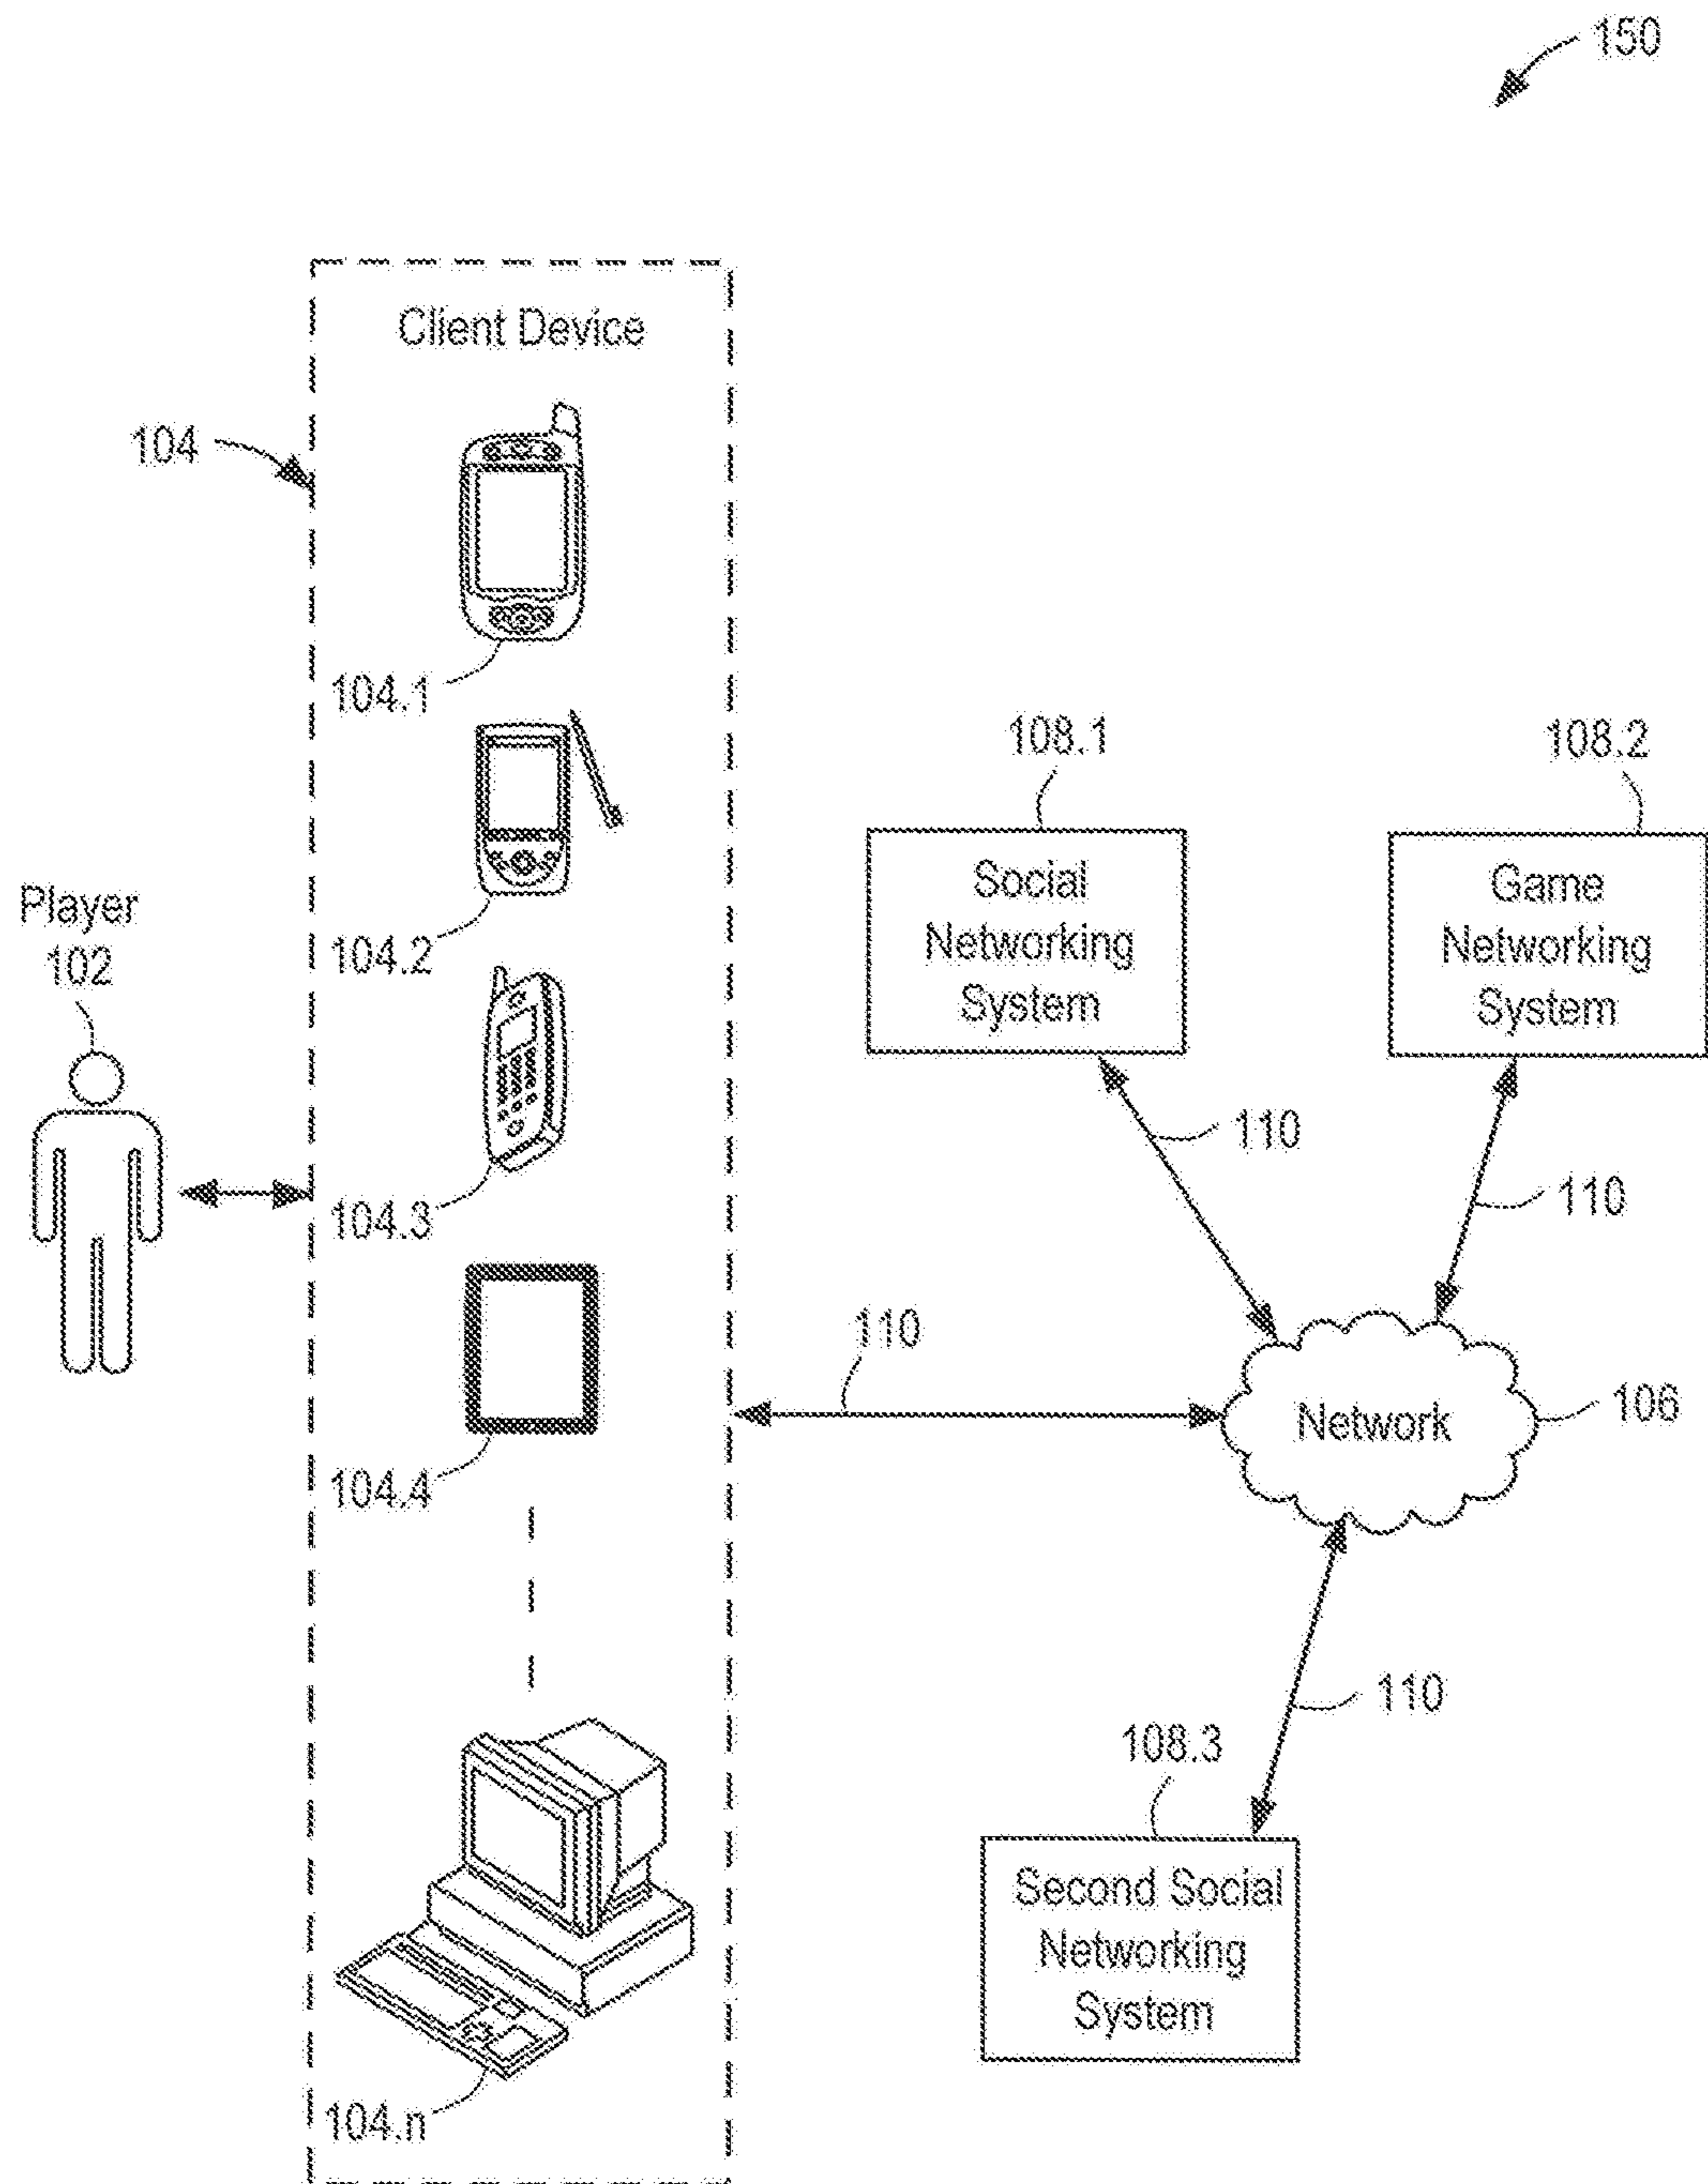 150
Client Device
104
104.1
104.2
104.3
104.4
104.n
Player
102
108.1
Social
Networking
System
108.2
Game
Networking
System
110
110
110
Network
106
110
108.3
Second Social
Networking
System